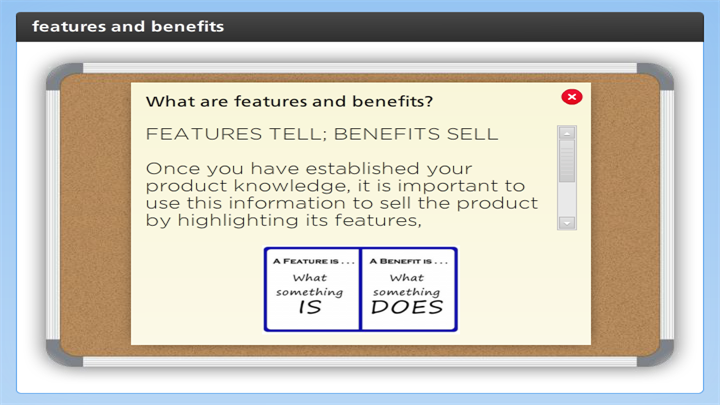 features and benefits
What are features and benefits?
FEATURES TELL; BENEFITS SELL
Once you have established your
product knowledge, it is important to
use this information to sell the product
by highlighting its features,
A FEATURE IS . . .
What
something
IS
A BENEFIT IS . . .
What
something
DOES